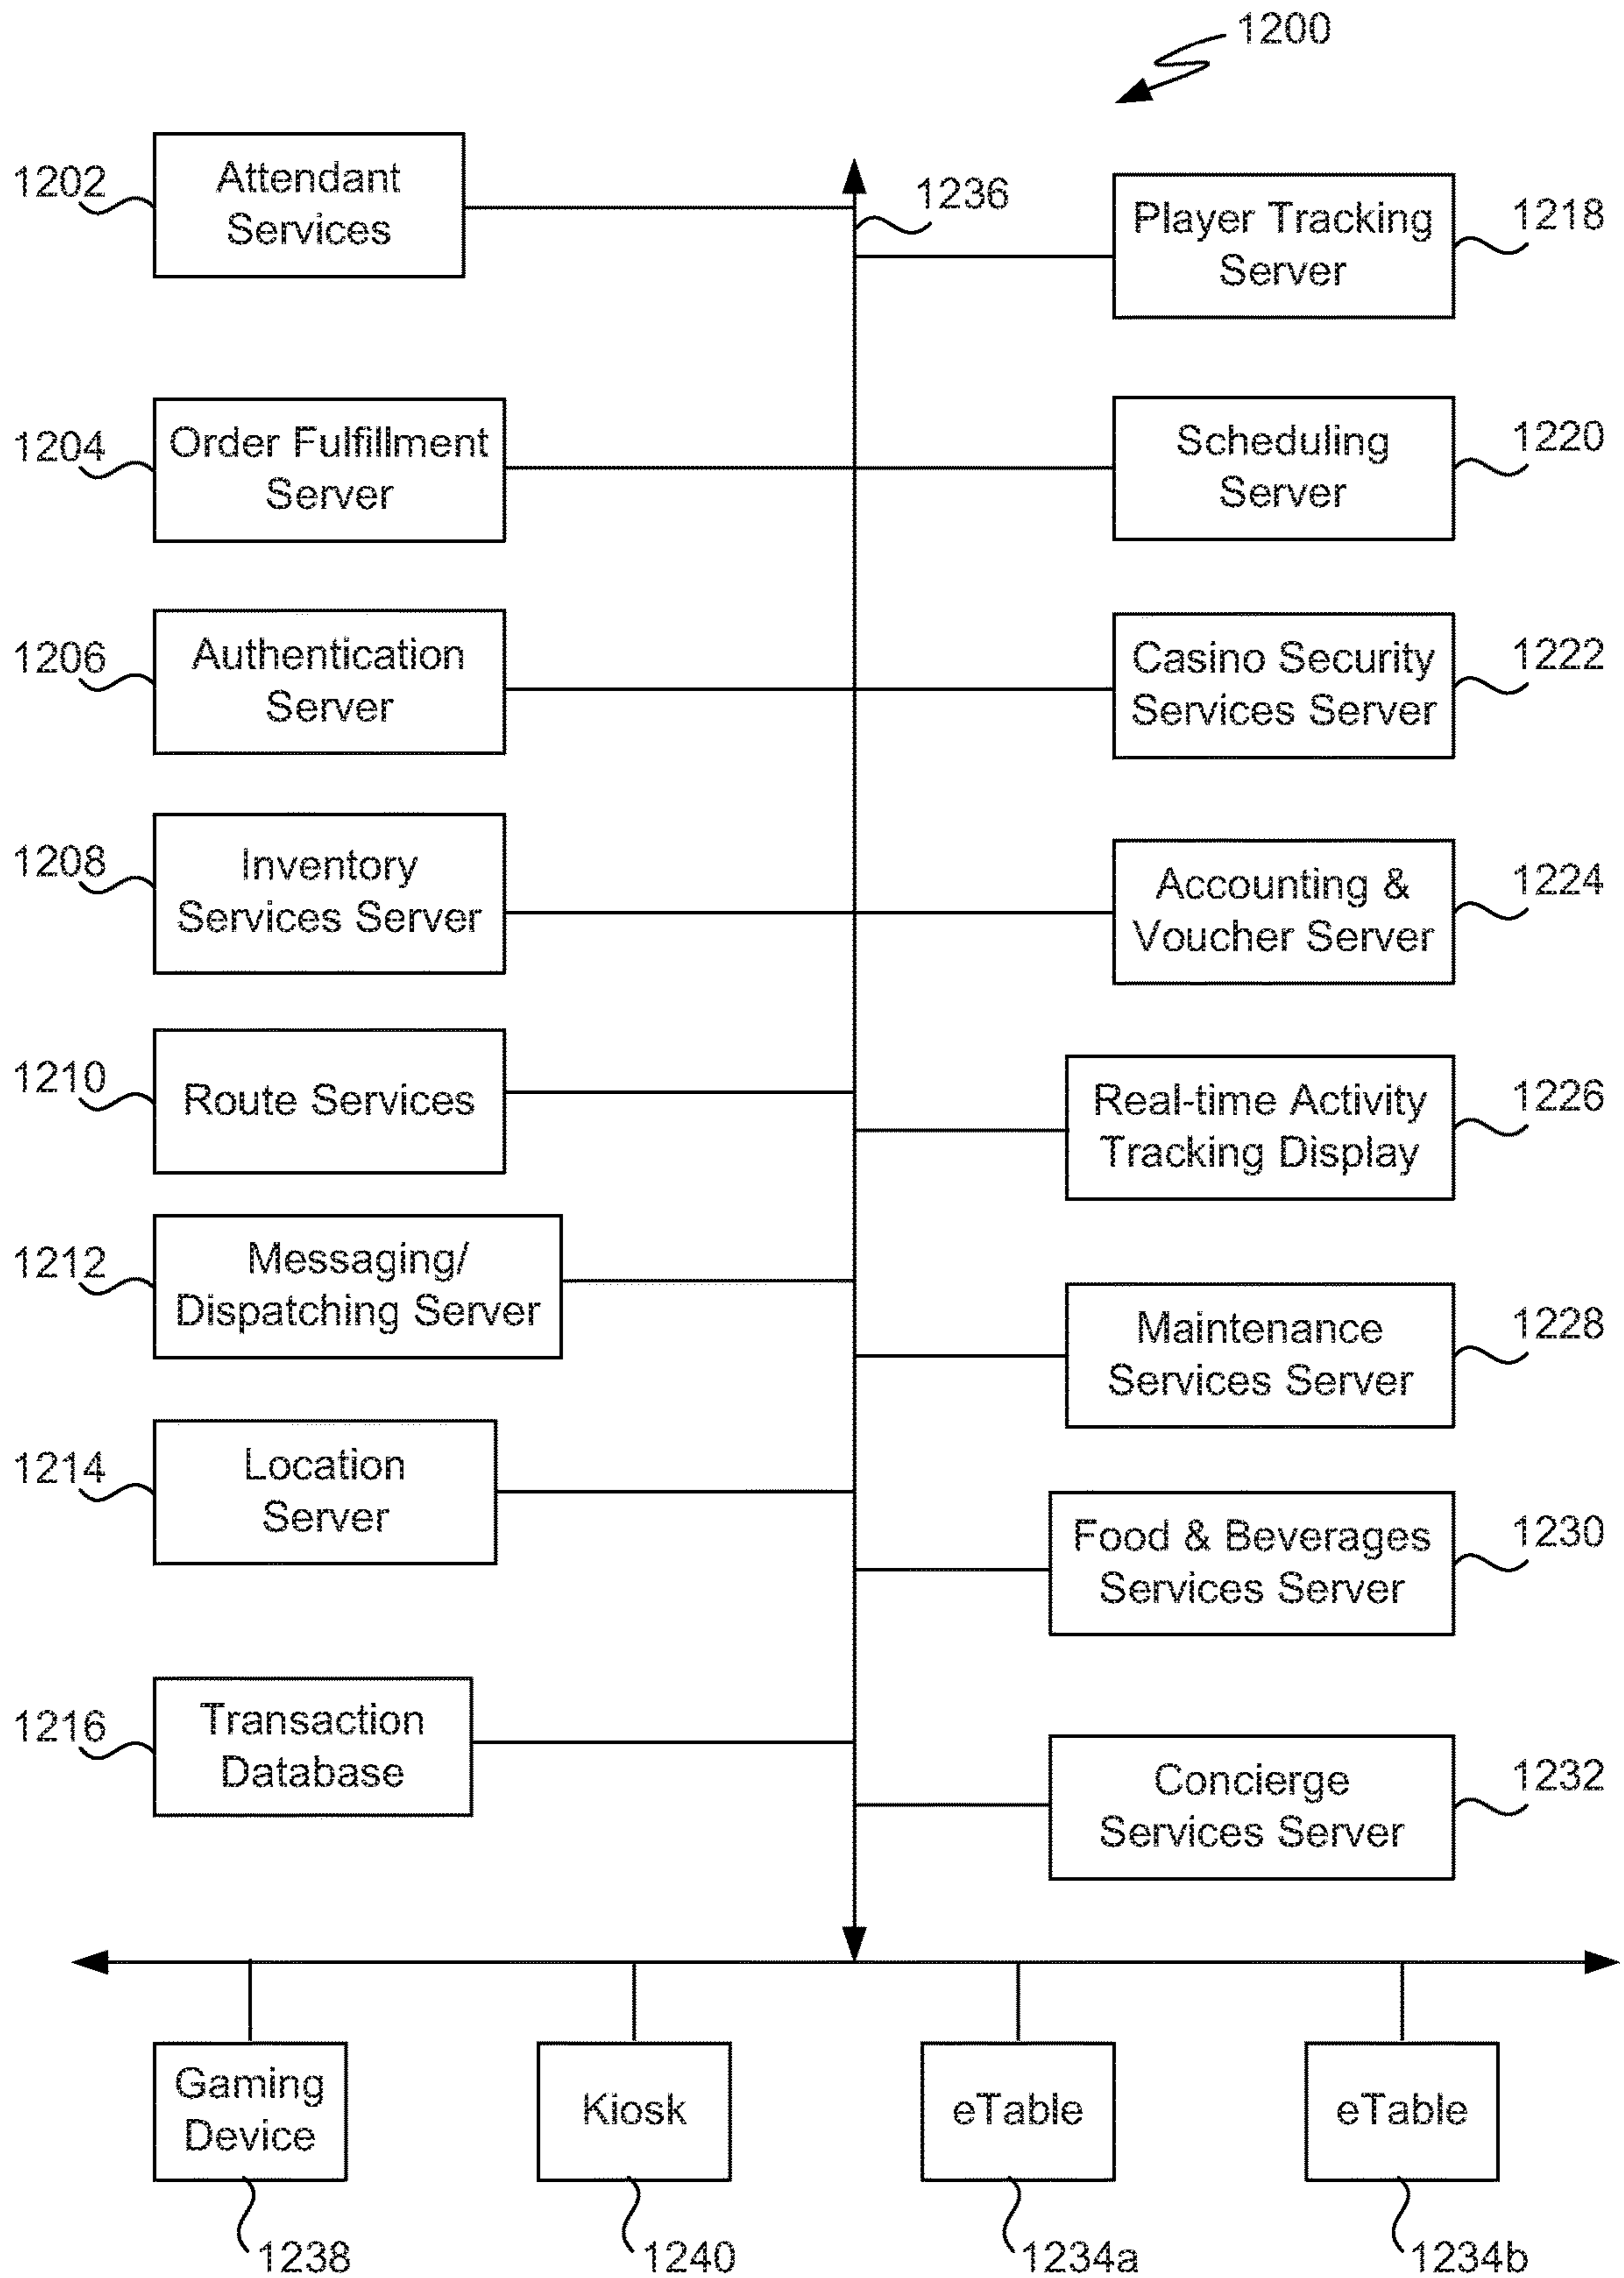 1200
1202
Attendant
Services
1236
Player Tracking
Server
1218
1204
Order Fulfillment
Server
Scheduling
Server
1220
1206
Authentication
Server
Casino Security
Services Server
1222
1208
Inventory
Services Server
Accounting &
Voucher Server
1224
1210
Route Services
Real-time Activity
Tracking Display
1226
1212
Messaging/
Dispatching Server
Maintenance
Services Server
1228
1214
Location
Server
Food & Beverages
Services Server
1230
1216
Transaction
Database
Concierge
Services Server
1232
Gaming
Device
Kiosk
eTable
eTable
1238
1240
1234a
1234b